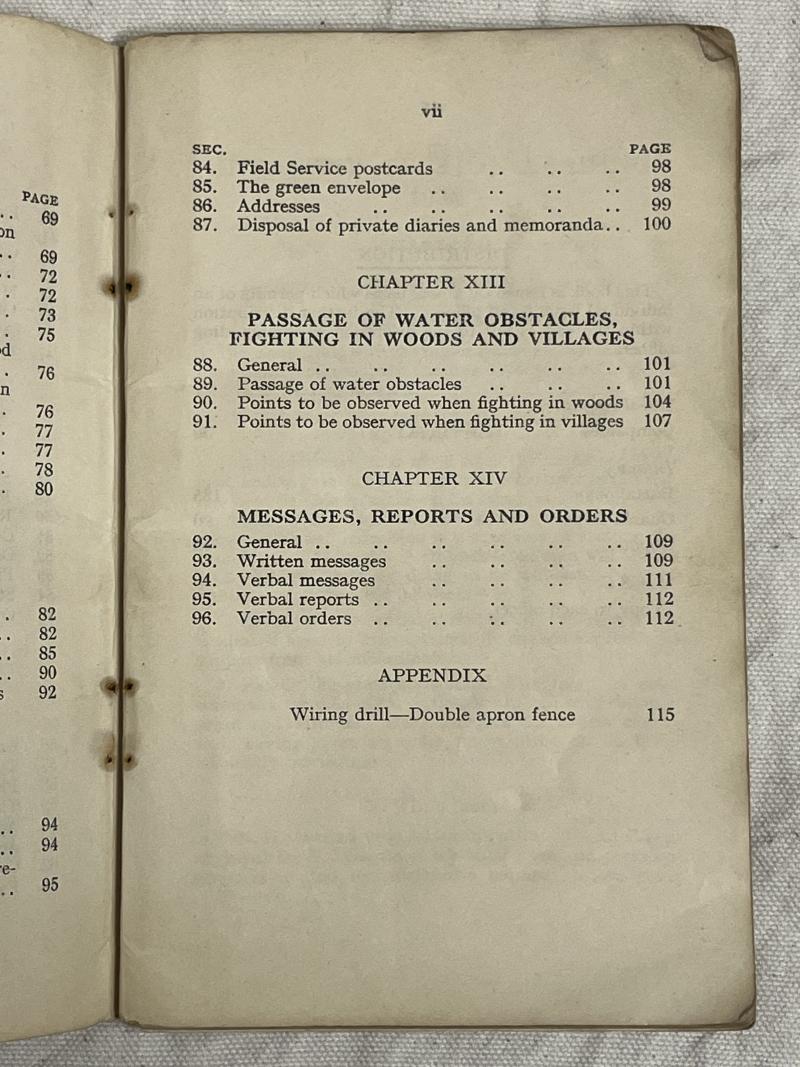 PAGE
.. 69
on
.. 69
. 72
. 72
. 73
. 75
d
. 76
n
. 76
. 77
. 77
. 78
. 80
. 82
.. 82
.. 85
.. 90
s 92
.. 94
.. 94
re-
.. 95
vii
SEC. PAGE
84. Field Service postcards .. .. .. 98
85. The green envelope .. .. .. .. 98
86. Addresses .. .. .. .. .. 99
87. Disposal of private diaries and memoranda.. 100
CHAPTER XIII
PASSAGE OF WATER OBSTACLES,
FIGHTING IN WOODS AND VILLAGES
88. General .. .. .. .. .. .. 101
89. Passage of water obstacles .. .. .. 101
90. Points to be observed when fighting in woods 104
91. Points to be observed when fighting in villages 107
CHAPTER XIV
MESSAGES, REPORTS AND ORDERS
92. General .. .. .. .. .. .. 109
93. Written messages .. .. .. .. 109
94. Verbal messages .. .. .. .. 111
95. Verbal reports .. .. .. .. .. 112
96. Verbal orders .. .. .. .. .. 112
APPENDIX
Wiring drill—Double apron fence 115